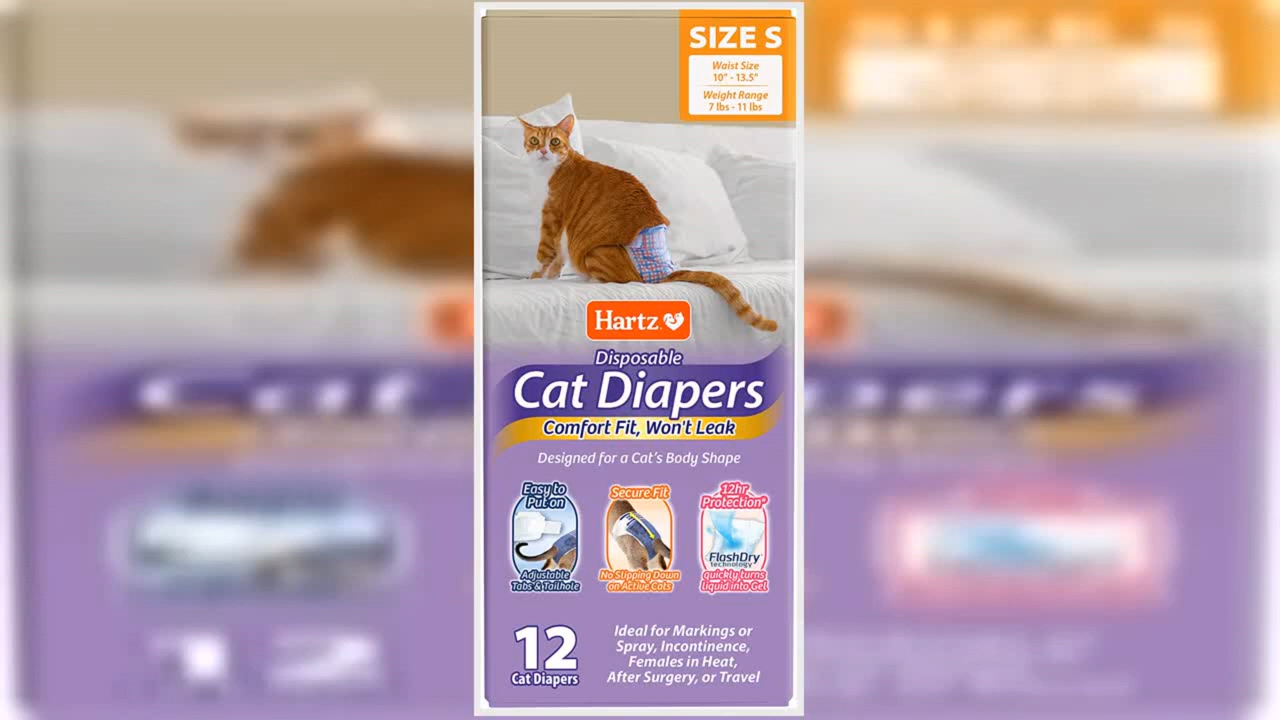 SIZE S
Waist Size
10" - 13.5"
Weight Range
7 lbs - 11 lbs
Hartz
Disposable
Cat Diapers
Comfort Fit, Won't Leak
Designed for a Cat's Body Shape
Easy to
Put on
Adjustable
Tabs & Tailhole
Secure Fit
No Slipping Down
on Active Cats
12hr
Protection*
FlashDry
technology
quickly turns
liquid into Gel
12
Cat Diapers
Ideal for Markings or
Spray, Incontinence,
Females in Heat,
After Surgery, or Travel